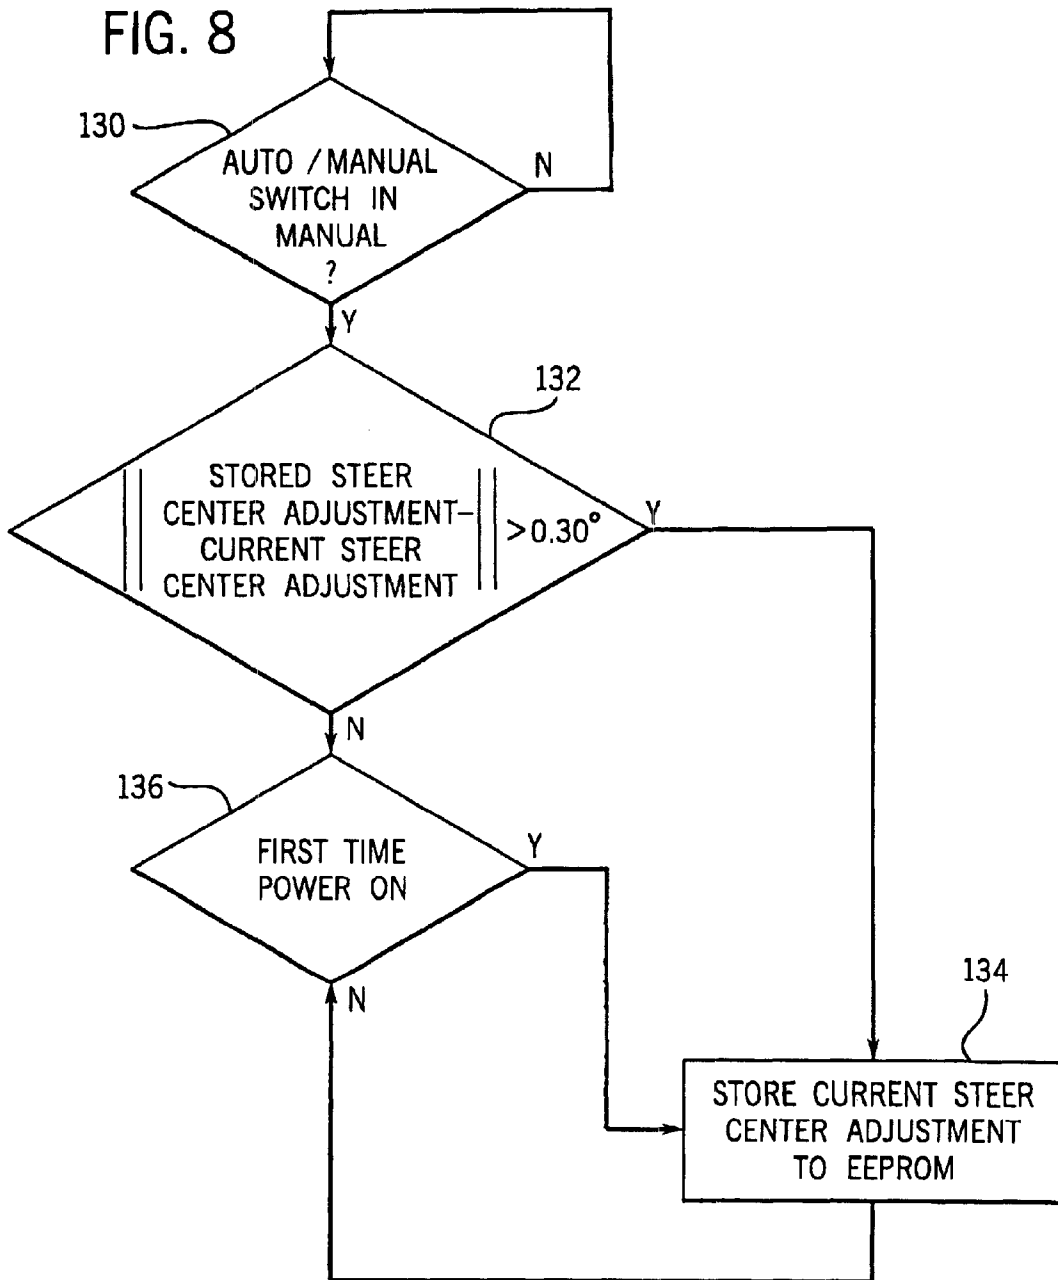 FIG. 8
130
AUTO / MANUAL
SWITCH IN
MANUAL
?
N
Y
132
STORED STEER
CENTER ADJUSTMENT–
CURRENT STEER
CENTER ADJUSTMENT
>0.30°
Y
N
136
FIRST TIME
POWER ON
Y
N
134
STORE CURRENT STEER
CENTER ADJUSTMENT
TO EEPROM